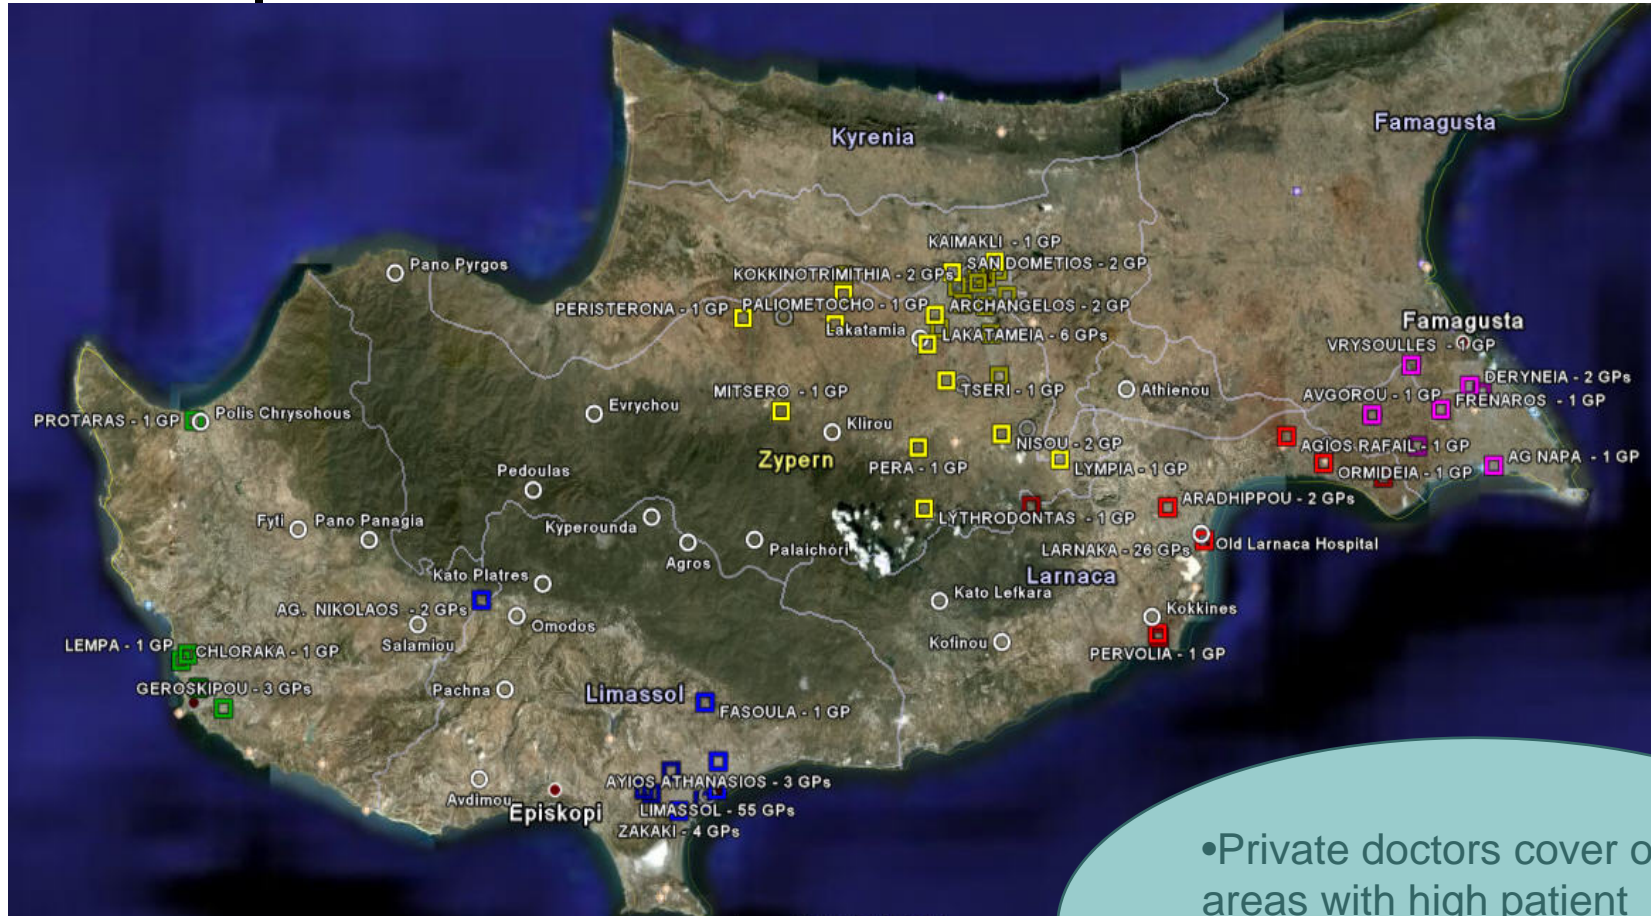 Kyrenia
Famagusta
KAIMAKLI - 1 GP
Pano Pyrgos
KOKKINOTRIMITHIA - 2 GPs
SAN DOMETIOS - 2 GP
PERISTERONA - 1 GP
PALIOMETOCHO - 1 GP
ARCHANGELOS - 2 GP
Lakatamia
LAKATAMEIA - 6 GPs
Famagusta
VRYSOULLES - 1 GP
MITSERO - 1 GP
TSERI - 1 GP
Athienou
DERYNEIA - 2 GPs
AVGOROU - 1 GP
FRENAROS - 1 GP
PROTARAS - 1 GP
Polis Chrysohous
Evrychou
Klirou
NISOU - 2 GP
AGIOS RAFAIL - 1 GP
Zypern
PERA - 1 GP
LYMPIA - 1 GP
ORMIDEIA - 1 GP
AG NAPA - 1 GP
Pedoulas
ARADHIPPOU - 2 GPs
Fyti
Pano Panagia
Kyperounda
LYTHRODONTAS - 1 GP
Palaichori
Agros
LARNAKA - 26 GPs
Old Larnaca Hospital
Kato Platres
Larnaca
AG. NIKOLAOS - 2 GPs
Kato Lefkara
Kokkines
Omodos
LEMPA - 1 GP
CHLORAKA - 1 GP
Salamiou
Kofinou
PERVOLIA - 1 GP
GEROSKIPOU - 3 GPs
Pachna
Limassol
FASOULA - 1 GP
AYIOS ATHANASIOS - 3 GPs
Avdimou
Episkopi
LIMASSOL - 55 GPs
ZAKAKI - 4 GPs
•Private doctors cover o
areas with high patient